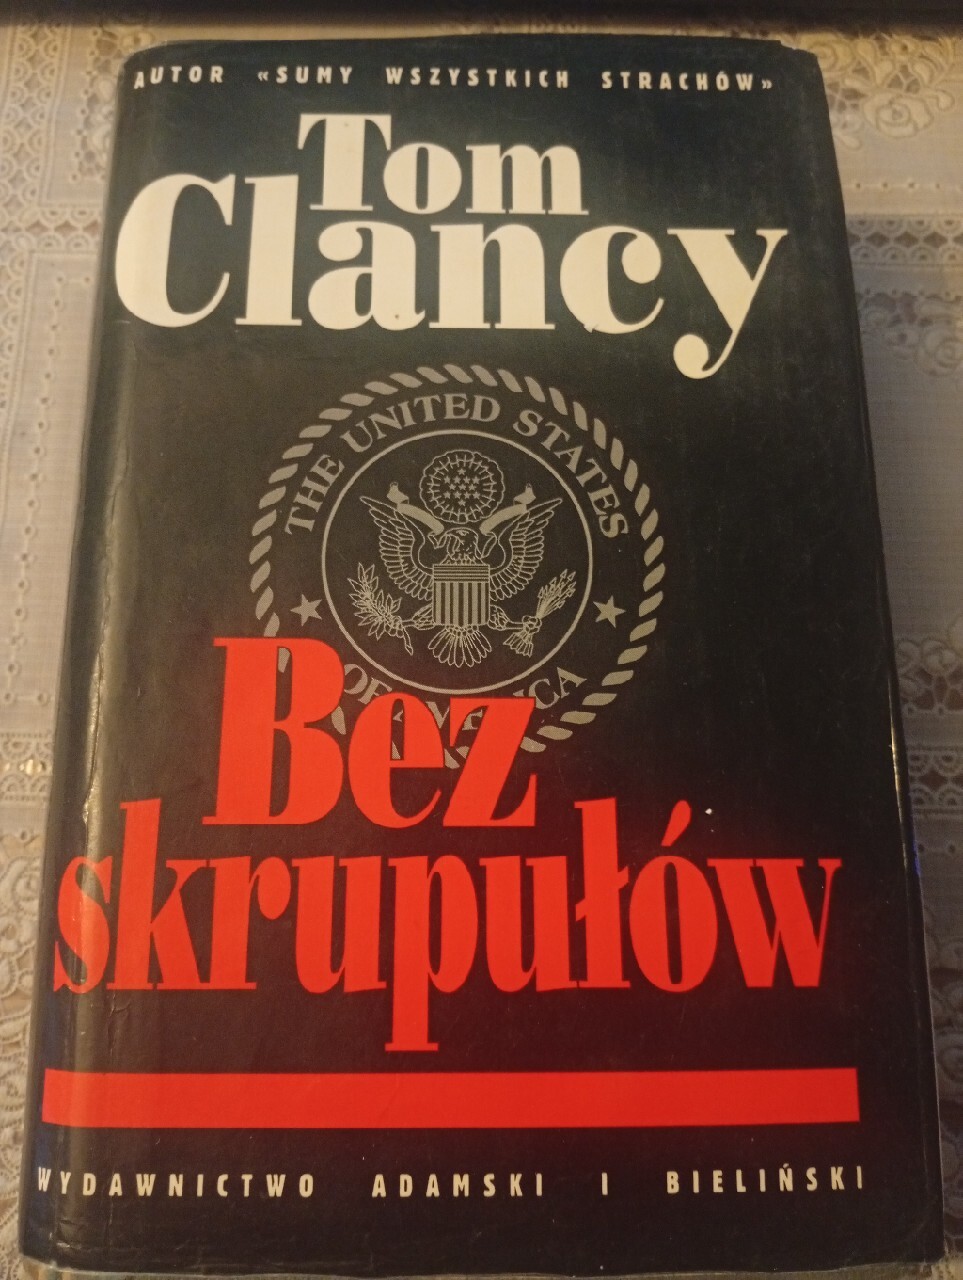 AUTOR «SUMY WSZYSTKICH STRACHÓW»
Tom
Clancy
THE UNITED STATES
OF AMERICA
Bez
skrupułów
WYDAWNICTWO ADAMSKI I BIELIŃSKI